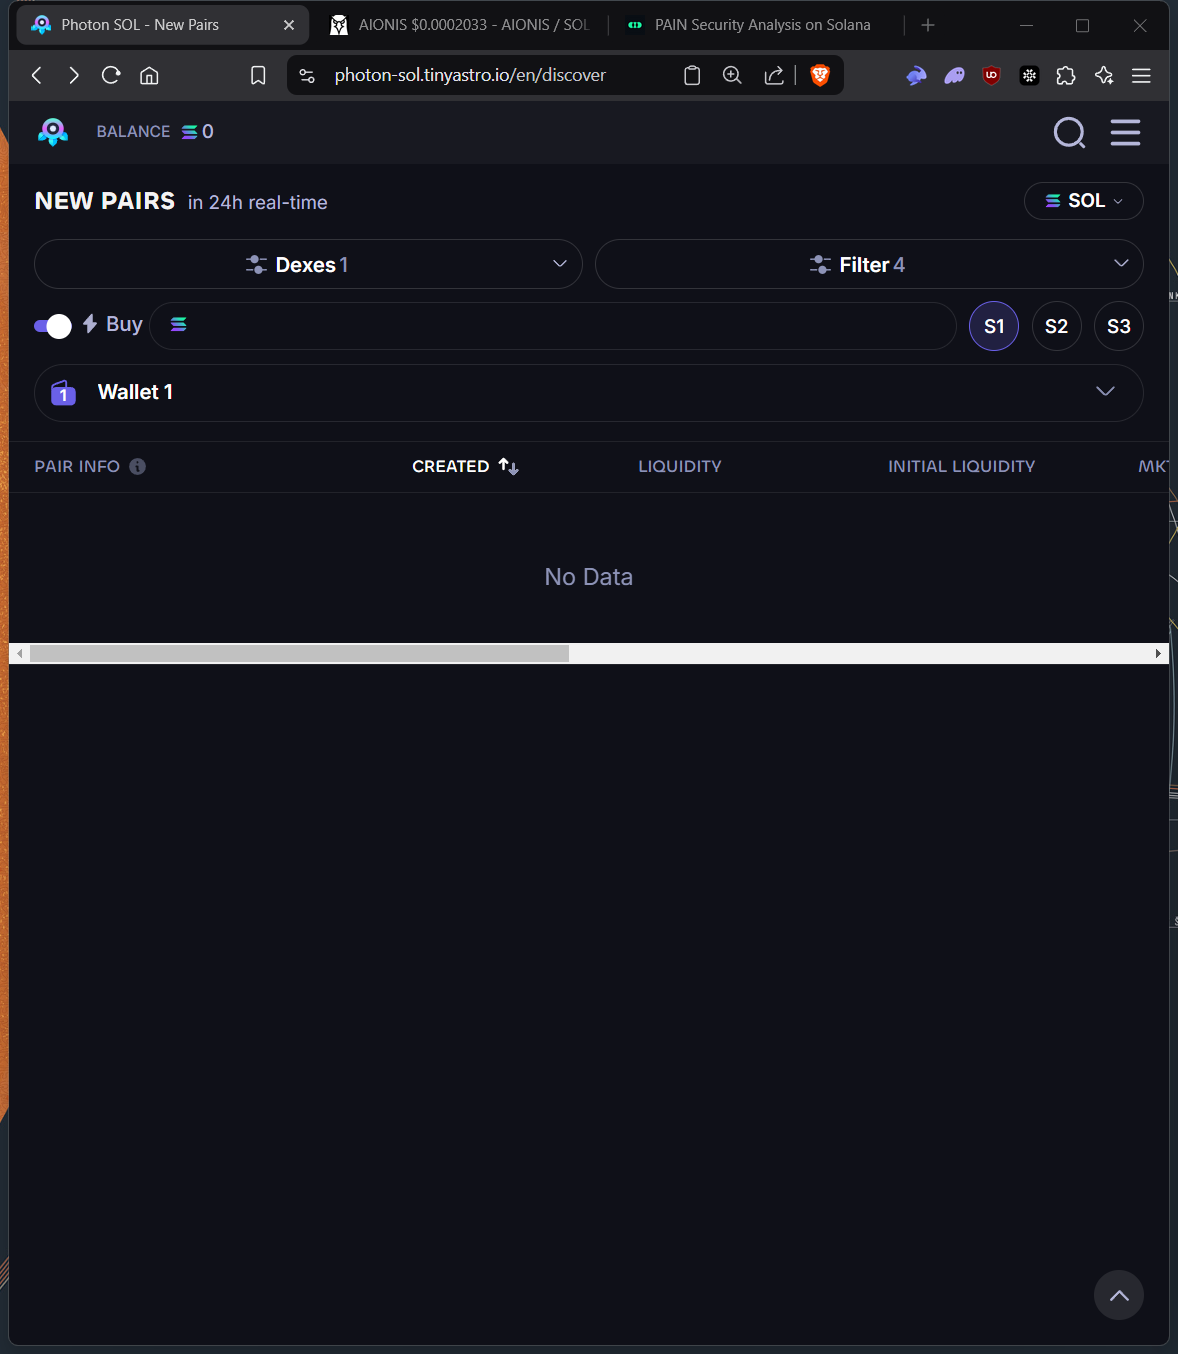 Photon SOL - New Pairs
AIONIS $0.0002033 - AIONIS / SOL
PAIN Security Analysis on Solana
photon-sol.tinyastro.io/en/discover
BALANCE 0
NEW PAIRS in 24h real-time
SOL
Dexes 1
Filter 4
Buy
S1
S2
S3
1 Wallet 1
PAIR INFO
CREATED
LIQUIDITY
INITIAL LIQUIDITY
MKT
No Data